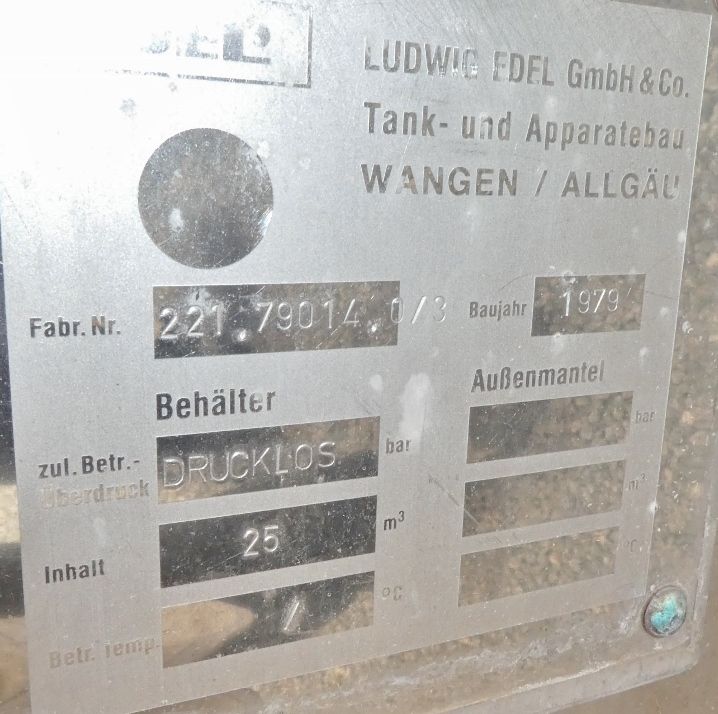 LUDWIG EDEL GmbH & Co.
Tank- und Apparatebau
WANGEN / ALLGÄU
Fabr. Nr. 221.79014.0/3 Baujahr 1979
Behälter Außenmantel
zul. Betr.- Überdruck DRUCKLOS bar bar
Inhalt 25 m³ m³
Betr. Temp. / °C °C